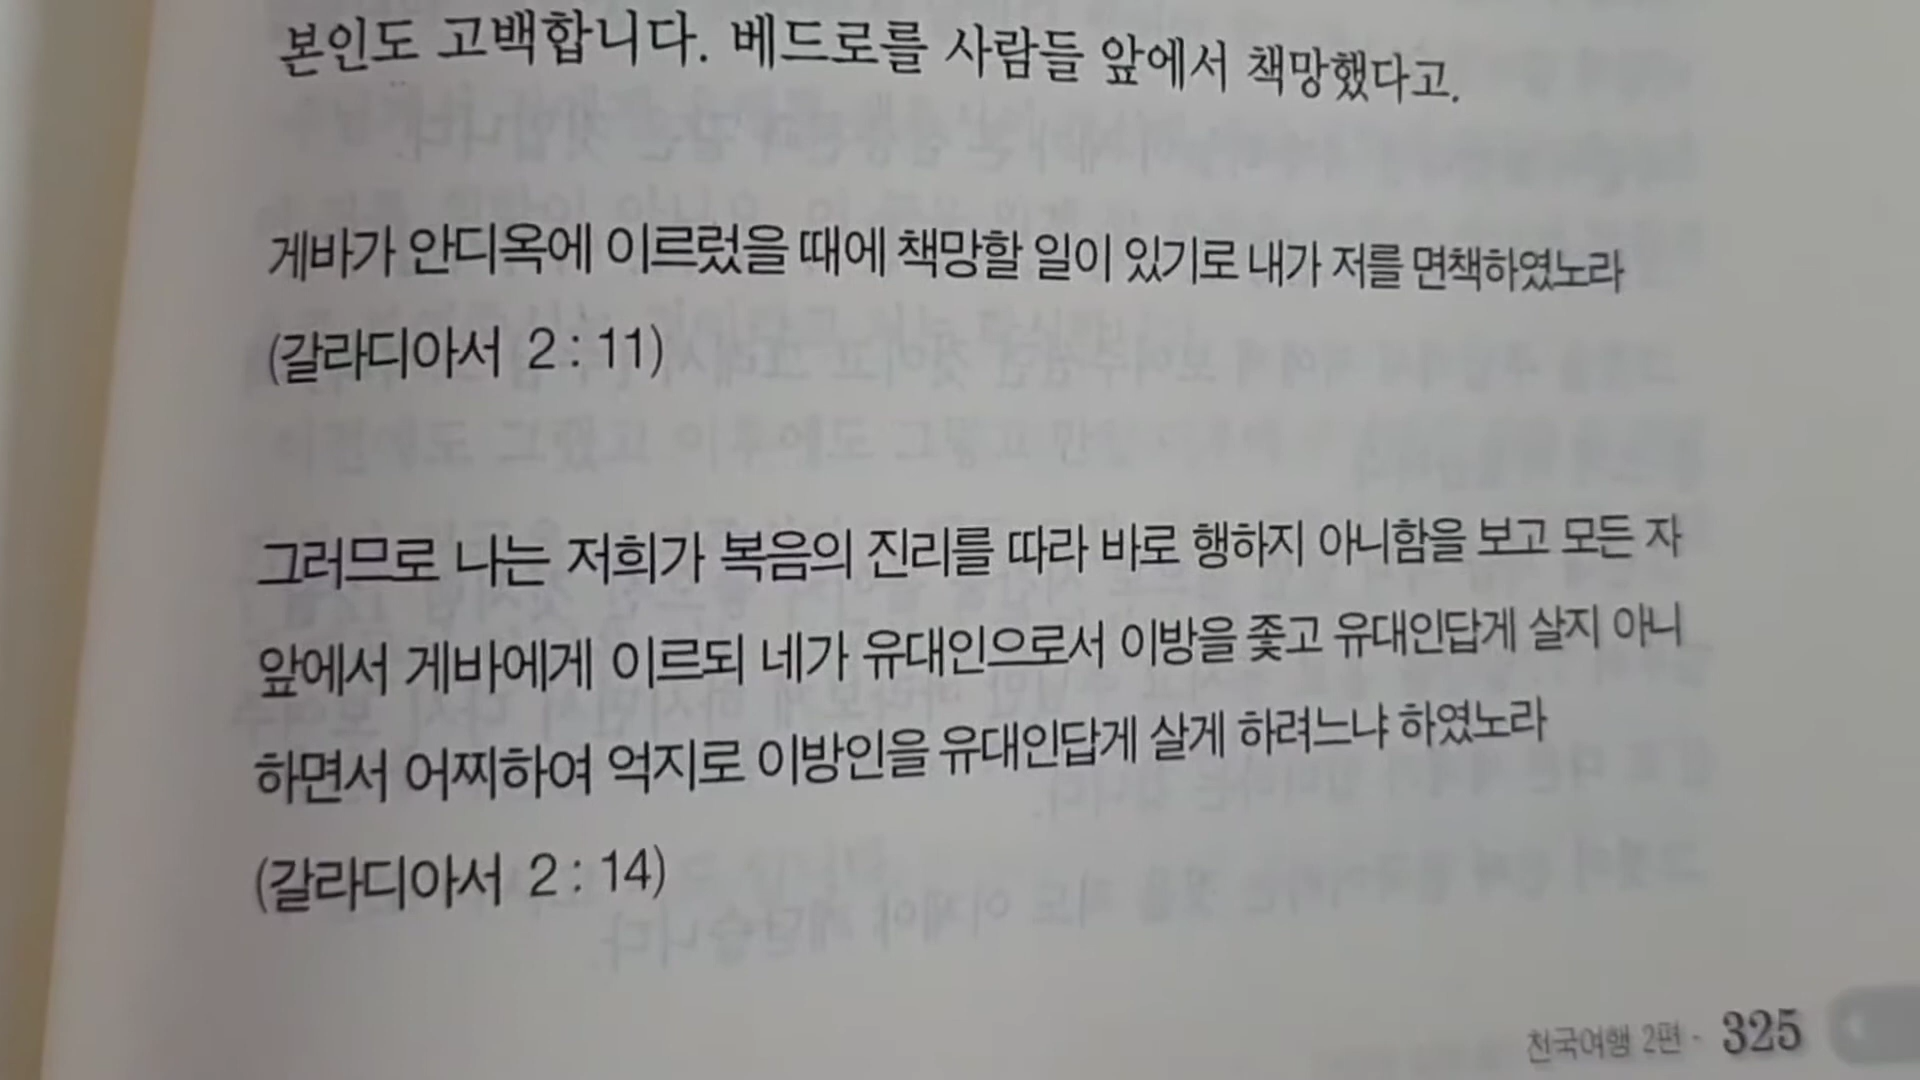 본인도 고백합니다. 베드로를 사람들 앞에서 책망했다고.
게바가 안디옥에 이르렀을 때에 책망할 일이 있기로 내가 저를 면책하였노라
(갈라디아서 2 : 11)
그러므로 나는 저희가 복음의 진리를 따라 바로 행하지 아니함을 보고 모든 자
앞에서 게바에게 이르되 네가 유대인으로서 이방을 좇고 유대인답게 살지 아니
하면서 어찌하여 억지로 이방인을 유대인답게 살게 하려느냐 하였노라
(갈라디아서 2 : 14)
천국여행 2편 - 325